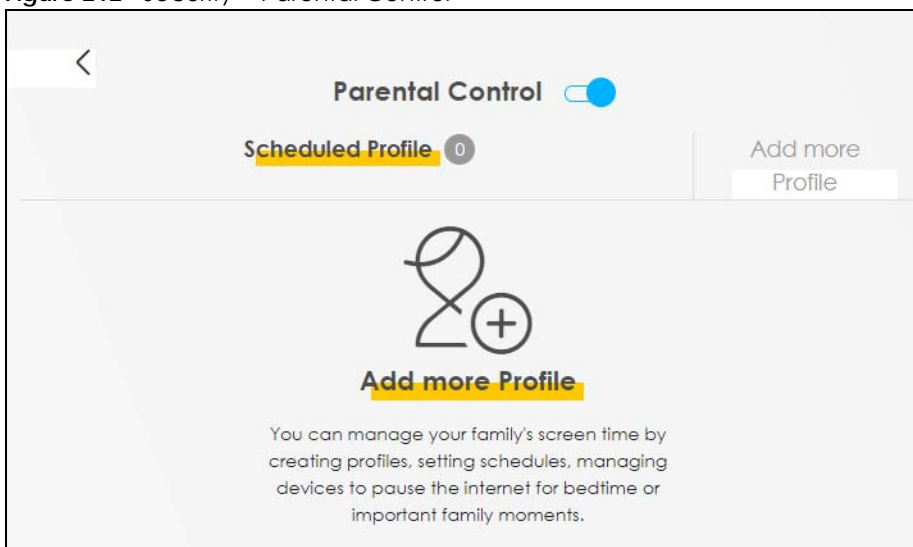 Parental Control
Scheduled Profile 0
Add more
Profile
Add more Profile
You can manage your family's screen time by
creating profiles, setting schedules, managing
devices to pause the internet for bedtime or
important family moments.